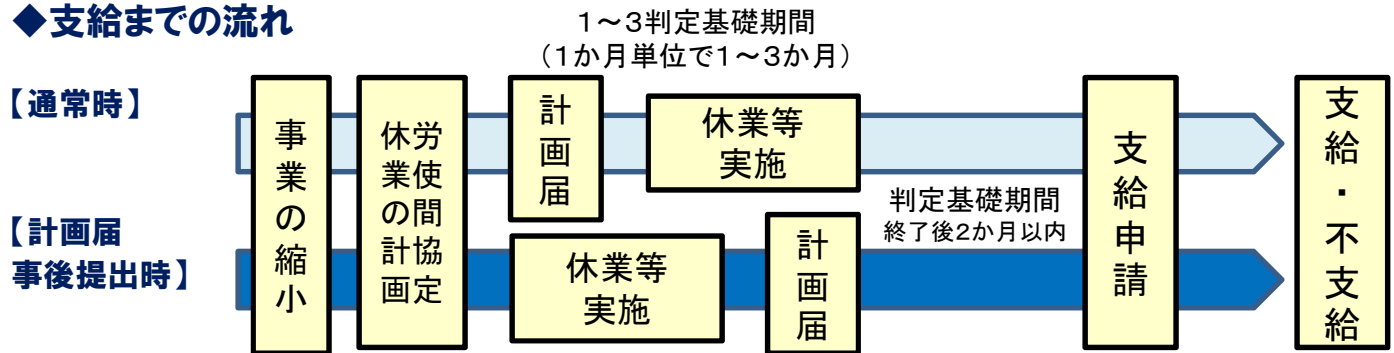 ◆支給までの流れ
1～3判定基礎期間
（1か月単位で1～3か月）
【通常時】
事業の縮小
労使間協定
休業の計画
計画届
休業等
実施
支給申請
支給・不支給
【計画届
事後提出時】
休業等
実施
計画届
判定基礎期間
終了後2か月以内